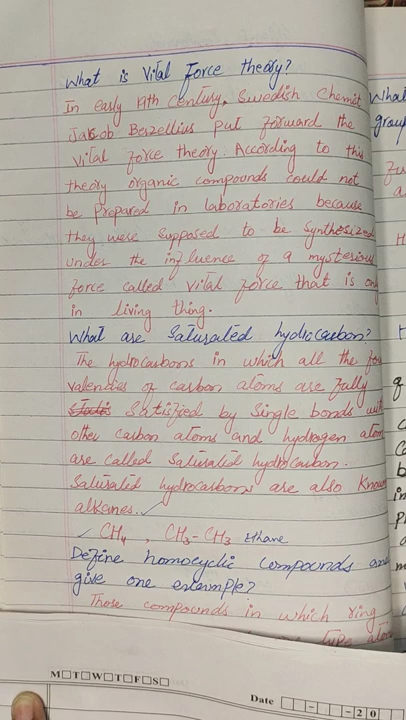 What is Vital Force theory?
In early 19th century, Swedish Chemist
Jakob Berzellius put forward the
Vital force theory. According to this
theory organic compounds could not
be prepared in laboratories because
they were supposed to be Synthesized
under the influence of a mysterious
force called vital force that is
in living thing.
What are Saturated hydrocarbon?
The hydrocarbons in which all the four
valencies of carbon atoms are fully
Satisfied by Single bonds with
other carbon atoms and hydrogen atom
are called Saturated hydrocarbon.
Saturated hydrocarbons are also Known
alkanes.
CH4, CH3-CH3 Ethane
Define homocyclic compounds and
give one example?
Those compounds in which ring
type atom
What
group
M□T□W□T□F□S□
Date - - 20